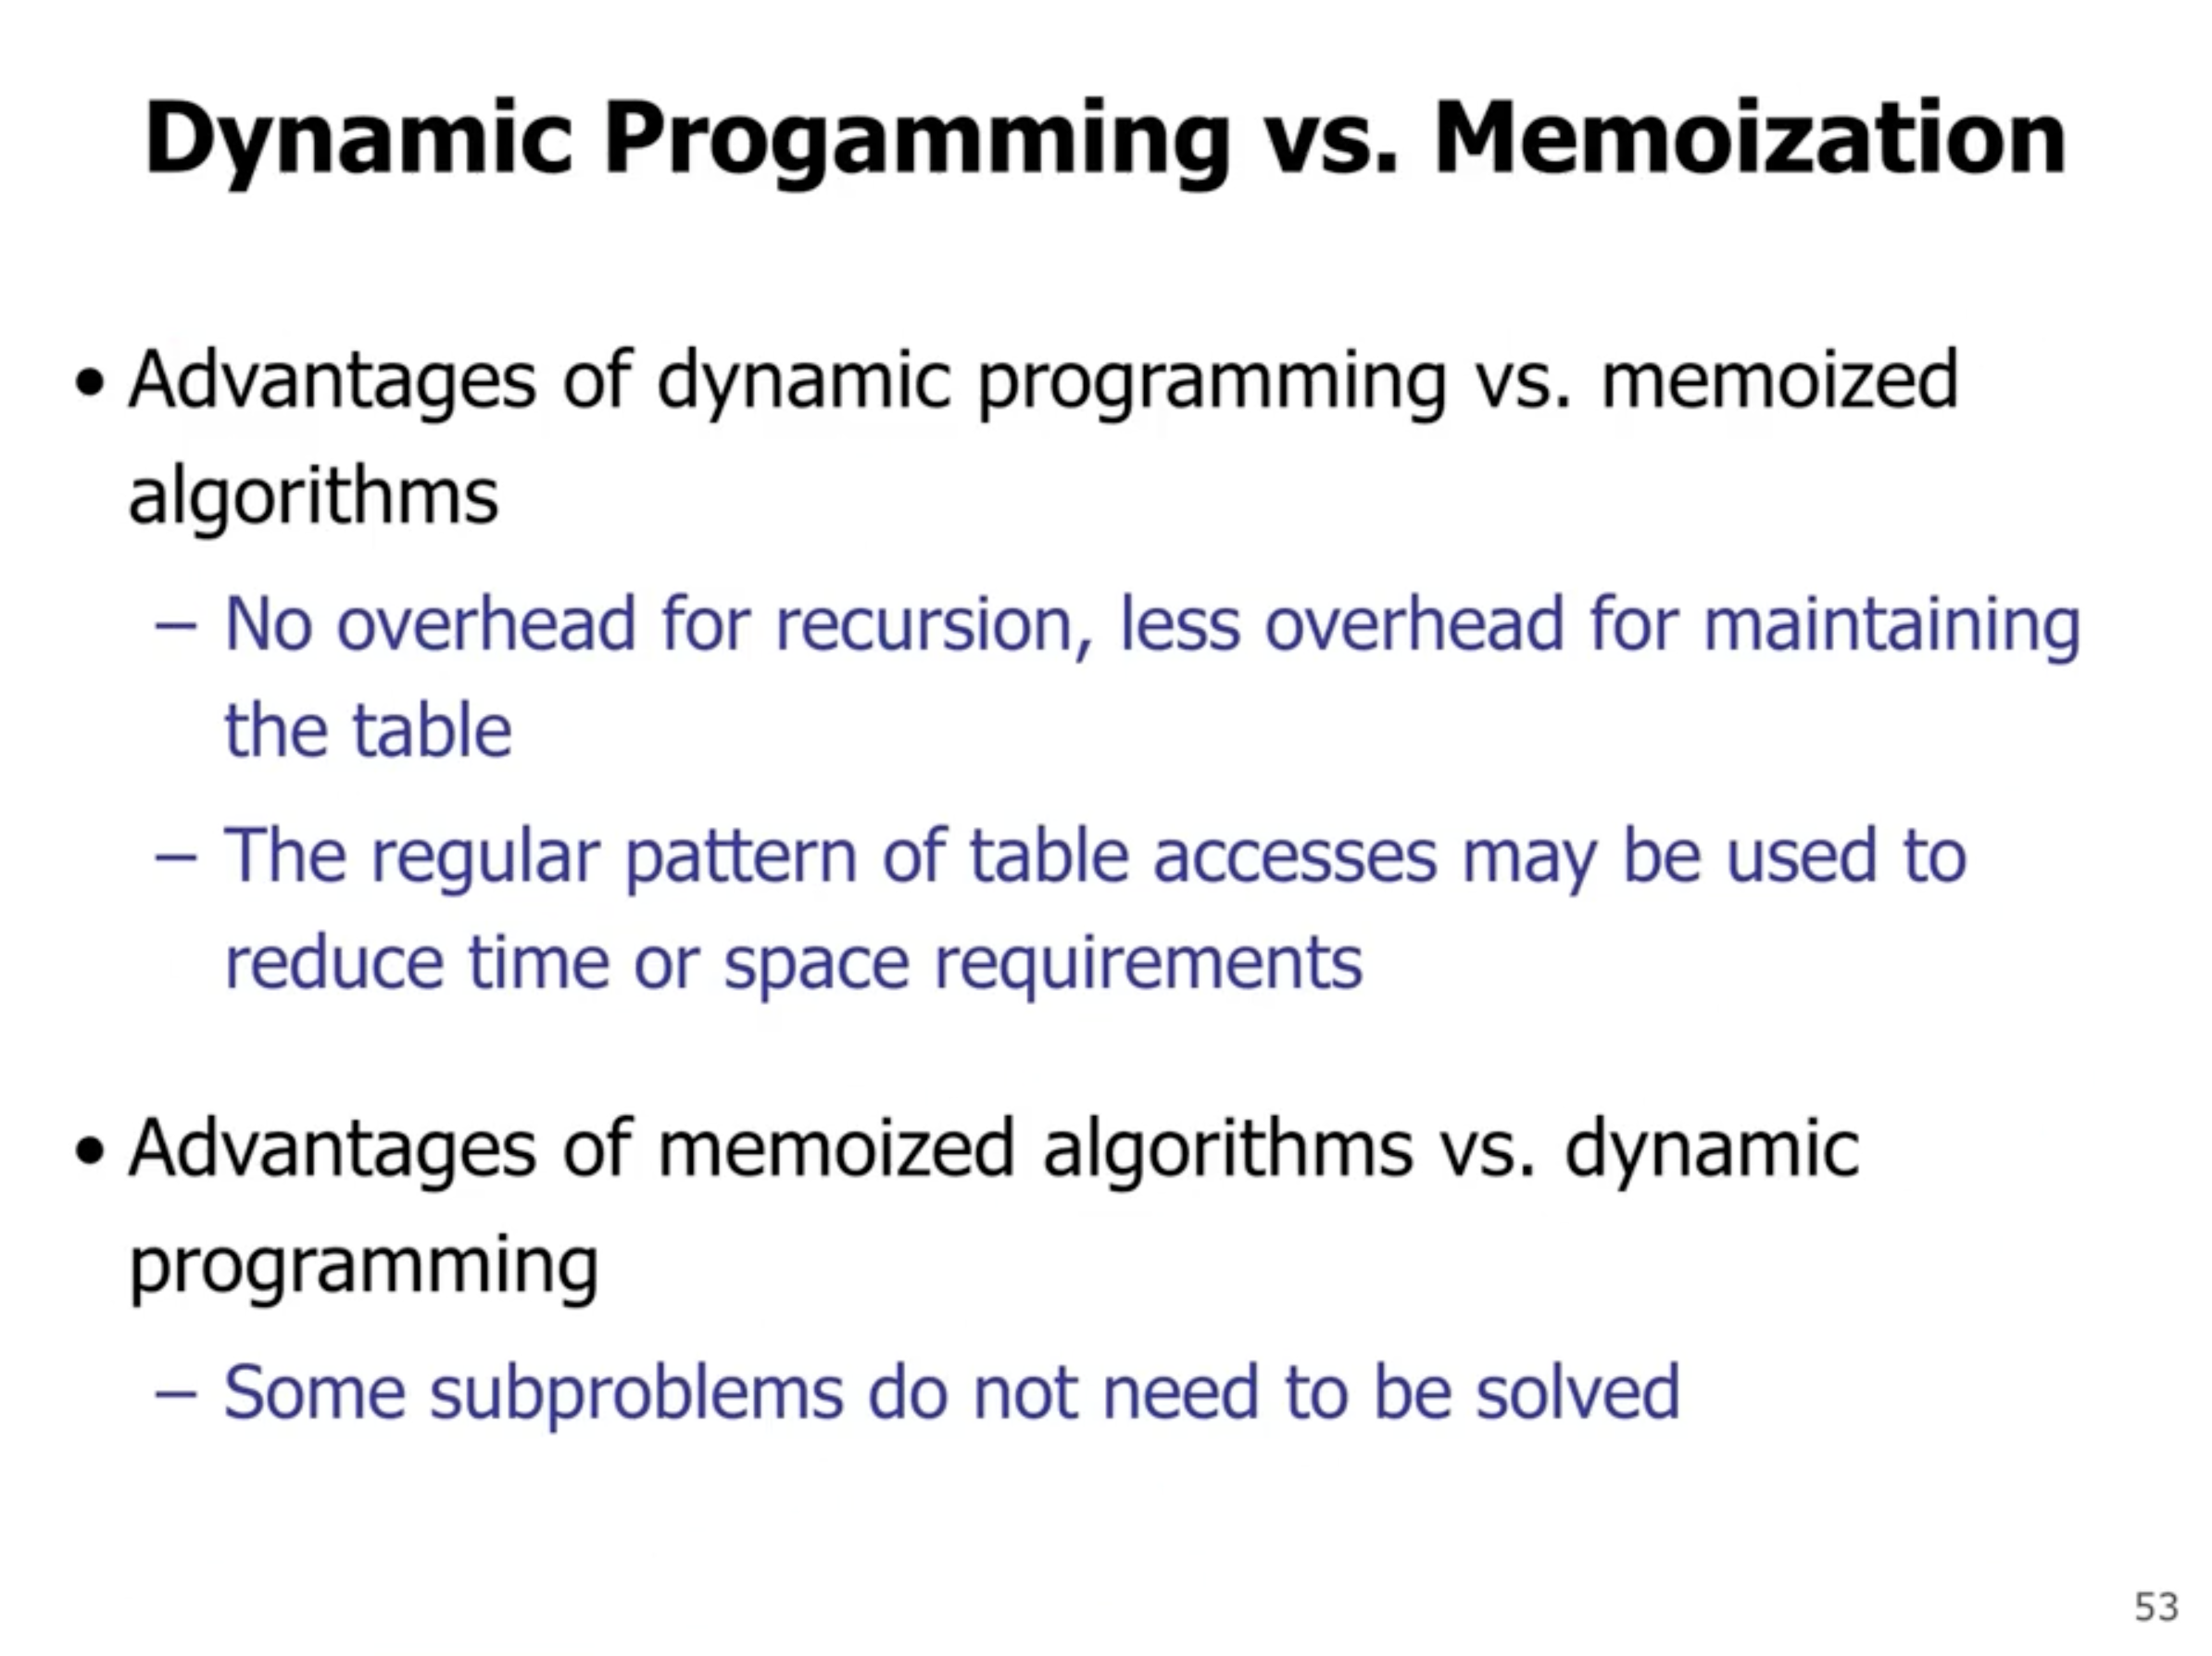 Dynamic Progamming vs. Memoization
• Advantages of dynamic programming vs. memoized
algorithms
– No overhead for recursion, less overhead for maintaining
the table
– The regular pattern of table accesses may be used to
reduce time or space requirements
• Advantages of memoized algorithms vs. dynamic
programming
– Some subproblems do not need to be solved
53